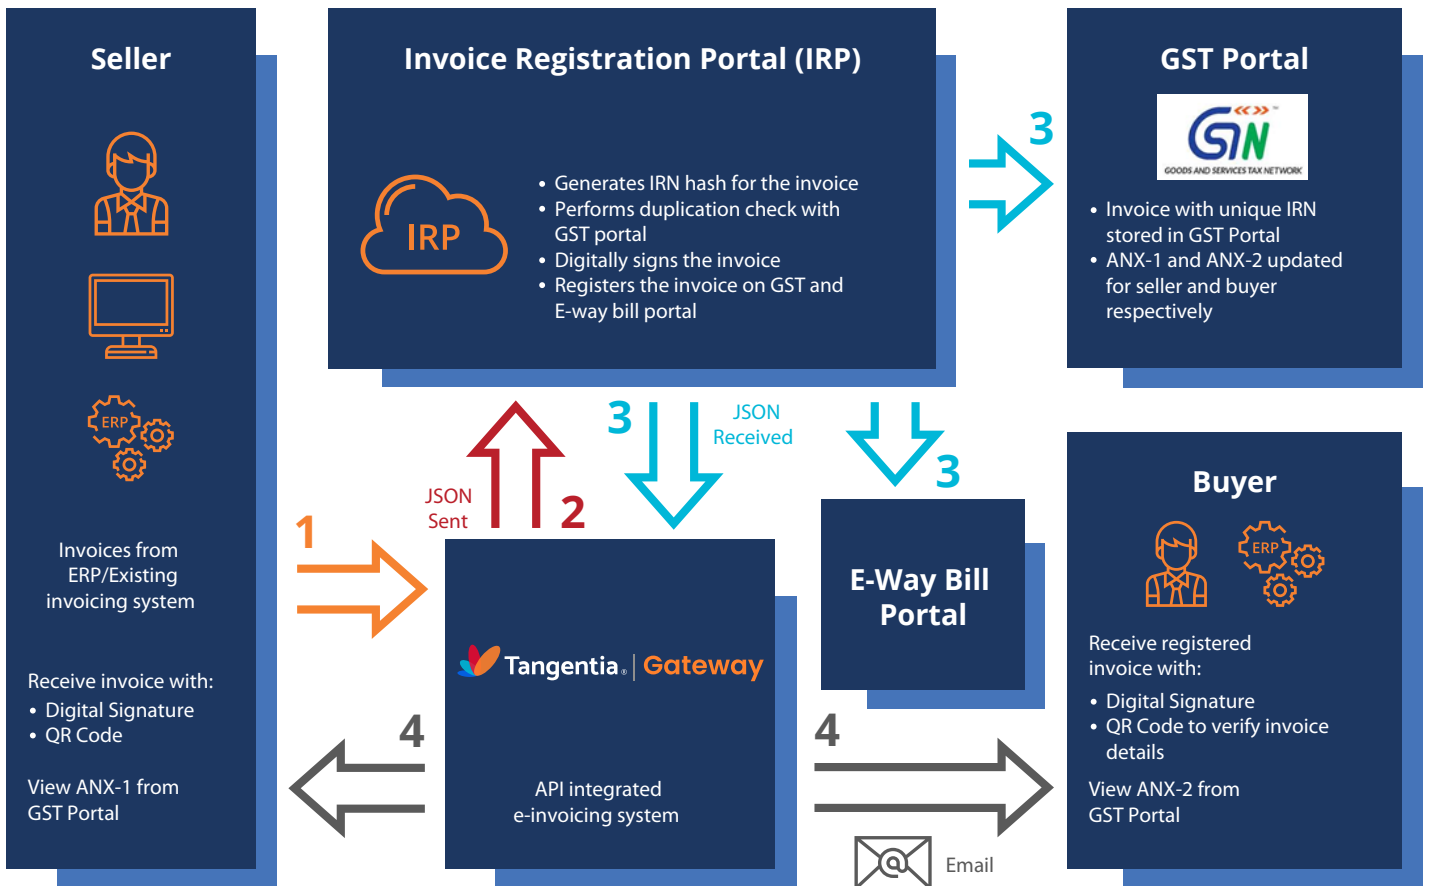 Seller
ERP
Invoices from
ERP/Existing
invoicing system
Receive invoice with:
• Digital Signature
• QR Code
View ANX-1 from
GST Portal
Invoice Registration Portal (IRP)
IRP
• Generates IRN hash for the invoice
• Performs duplication check with
GST portal
• Digitally signs the invoice
• Registers the invoice on GST and
E-way bill portal
3
GST Portal
GSTN
GOODS AND SERVICES TAX NETWORK
• Invoice with unique IRN
stored in GST Portal
• ANX-1 and ANX-2 updated
for seller and buyer
respectively
1
JSON
Sent
2
3
JSON
Received
3
Tangentia® | Gateway
API integrated
e-invoicing system
E-Way Bill
Portal
4
4
Email
Buyer
ERP
Receive registered
invoice with:
• Digital Signature
• QR Code to verify invoice
details
View ANX-2 from
GST Portal